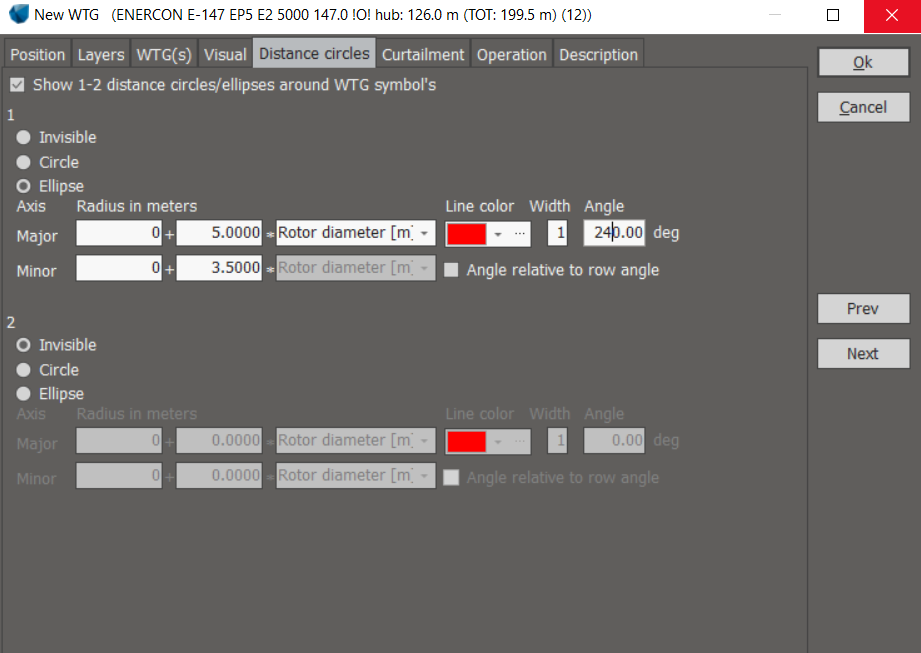 New WTG (ENERCON E-147 EP5 E2 5000 147.0 !O! hub: 126.0 m (TOT: 199.5 m) (12))
Position Layers WTG(s) Visual Distance circles Curtailment Operation Description
Ok
Show 1-2 distance circles/ellipses around WTG symbol's
Cancel
1
Invisible
Circle
Ellipse
Axis Radius in meters Line color Width Angle
Major 0 + 5.0000 * Rotor diameter [m] ... 1 240.00 deg
Minor 0 + 3.5000 * Rotor diameter [m] Angle relative to row angle
Prev
2
Invisible
Next
Circle
Ellipse
Axis Radius in meters Line color Width Angle
Major 0 + 0.0000 * Rotor diameter [m] ... 1 0.00 deg
Minor 0 + 0.0000 * Rotor diameter [m] Angle relative to row angle